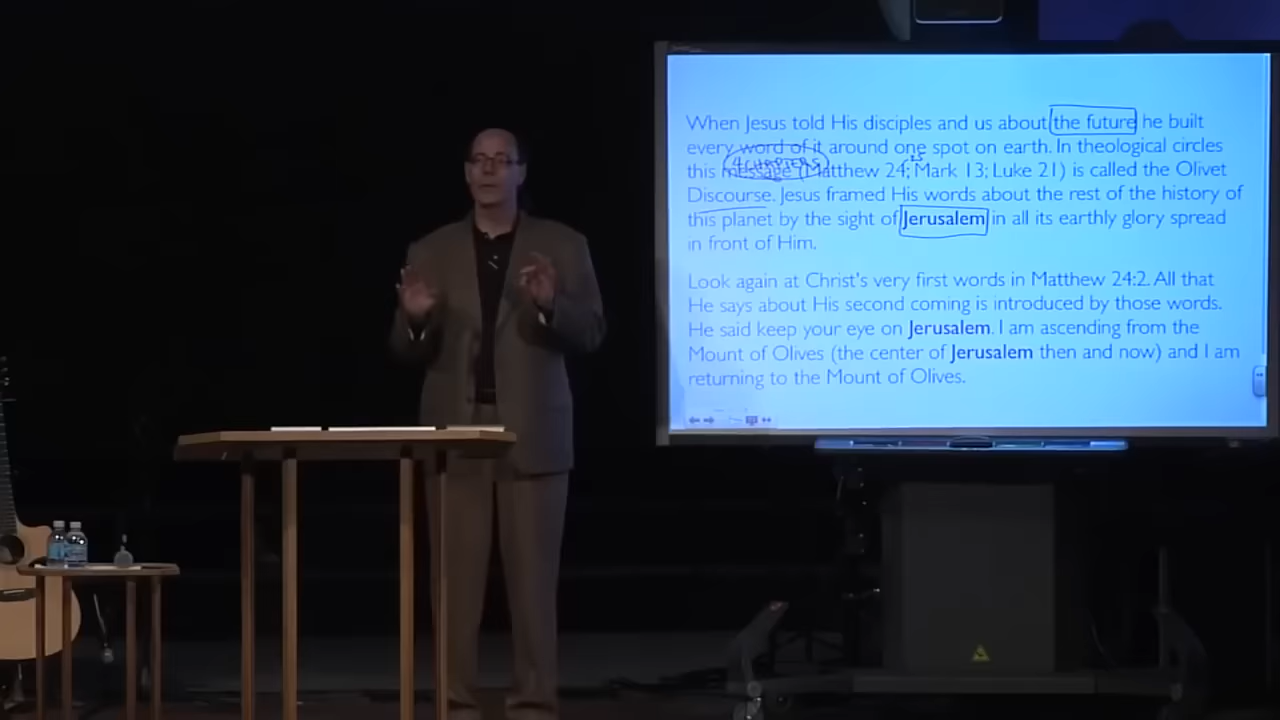 When Jesus told His disciples and us about the future he built
every word of it around one spot on earth. In theological circles
4 CHAPTERS
this message (Matthew 24; Mark 13; Luke 21) is called the Olivet
Discourse. Jesus framed His words about the rest of the history of
this planet by the sight of Jerusalem in all its earthly glory spread
in front of Him.
Look again at Christ's very first words in Matthew 24:2. All that
He says about His second coming is introduced by those words.
He said keep your eye on Jerusalem. I am ascending from the
Mount of Olives (the center of Jerusalem then and now) and I am
returning to the Mount of Olives.